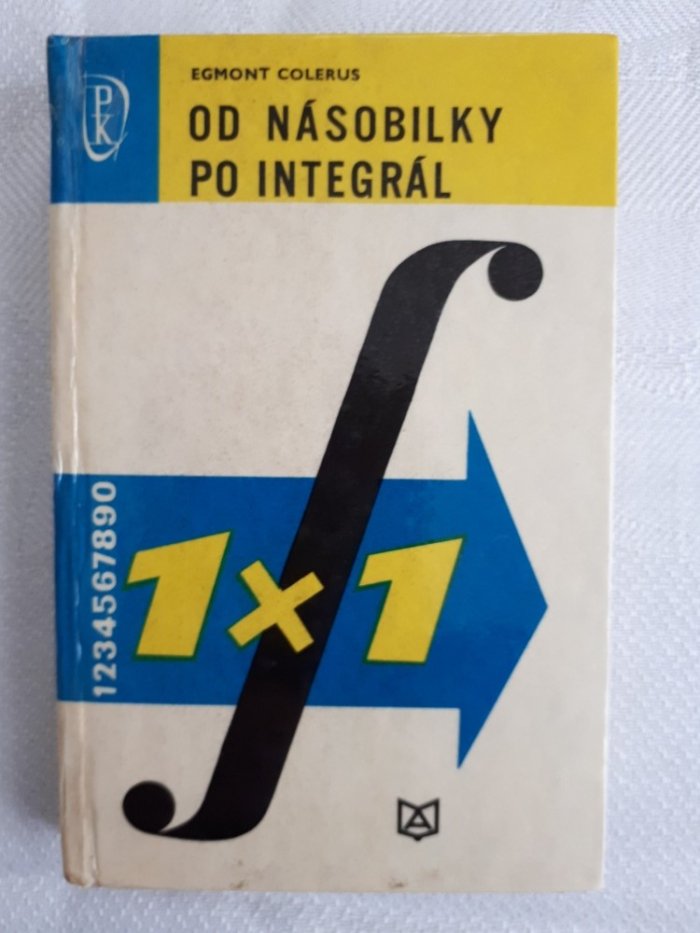 PK
EGMONT COLERUS
OD NÁSOBILKY
PO INTEGRÁL
1234567890
1×1